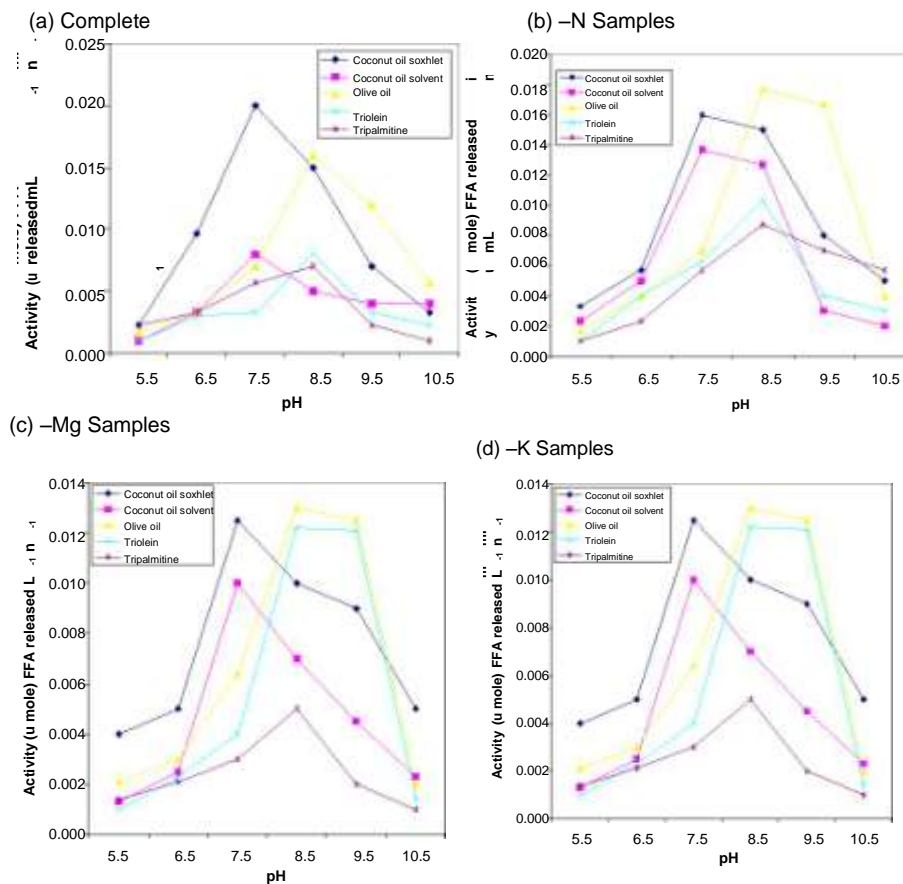 (a) Complete
Activity (u releasedmL
-1 n
-1
0.025
0.020
0.015
0.010
0.005
0.000
Coconut oil soxhlet
Coconut oil solvent
Olive oil
Triolein
Tripalmitine
5.5 6.5 7.5 8.5 9.5 10.5
pH
(b) –N Samples
Activit y
( mole) FFA released mL
in
0.020
0.018
0.016
0.014
0.012
0.010
0.008
0.006
0.004
0.002
0.000
Coconut oil soxhlet
Coconut oil solvent
Olive oil
Triolein
Tripalmitine
5.5 6.5 7.5 8.5 9.5 10.5
pH
(c) –Mg Samples
Activity (u mole) FFA released L -1 n -1
0.014
0.012
0.010
0.008
0.006
0.004
0.002
0.000
Coconut oil soxhlet
Coconut oil solvent
Olive oil
Triolein
Tripalmitine
5.5 6.5 7.5 8.5 9.5 10.5
pH
(d) –K Samples
Activity (u mole) FFA released L -1 n -1
0.014
0.012
0.010
0.008
0.006
0.004
0.002
0.000
Coconut oil soxhlet
Coconut oil solvent
Olive oil
Triolein
Tripalmitine
5.5 6.5 7.5 8.5 9.5 10.5
pH